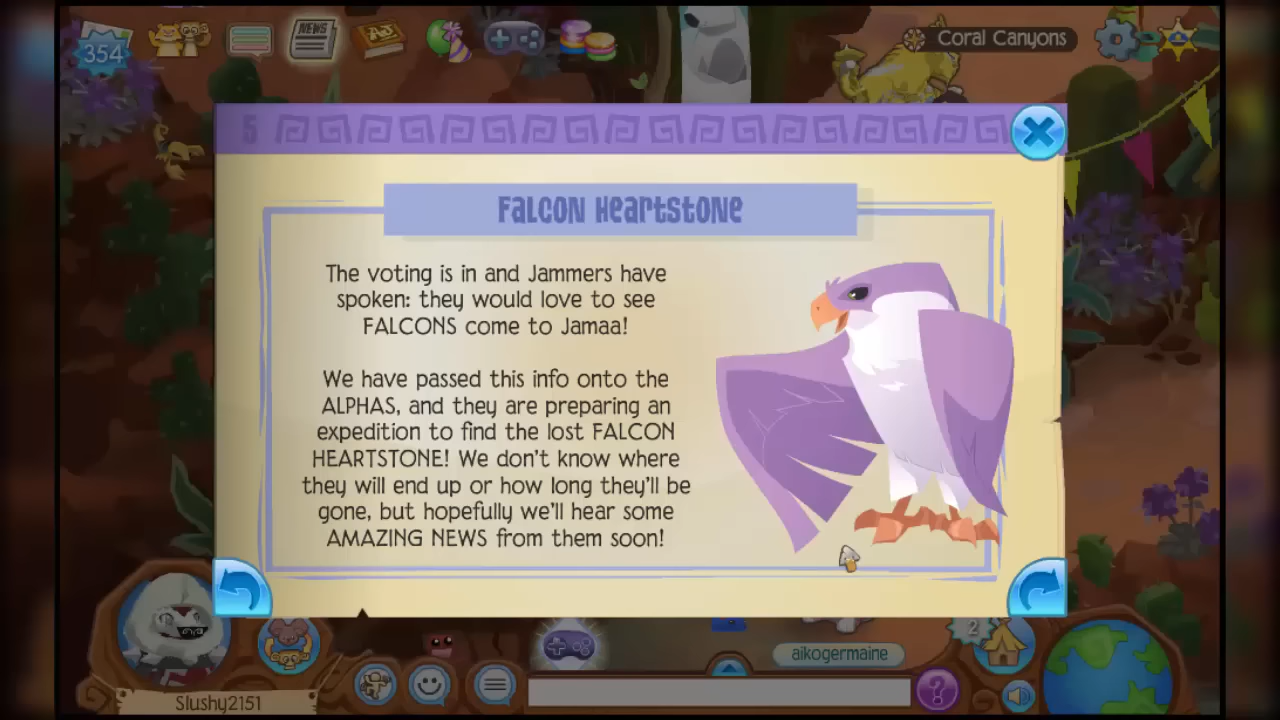 354
NEWS
AJ
Coral Canyons
5
Falcon Heartstone
The voting is in and Jammers have
spoken: they would love to see
FALCONS come to Jamaa!
We have passed this info onto the
ALPHAS, and they are preparing an
expedition to find the lost FALCON
HEARTSTONE! We don't know where
they will end up or how long they'll be
gone, but hopefully we'll hear some
AMAZING NEWS from them soon!
2
aikogermaine
Slushy2151
?